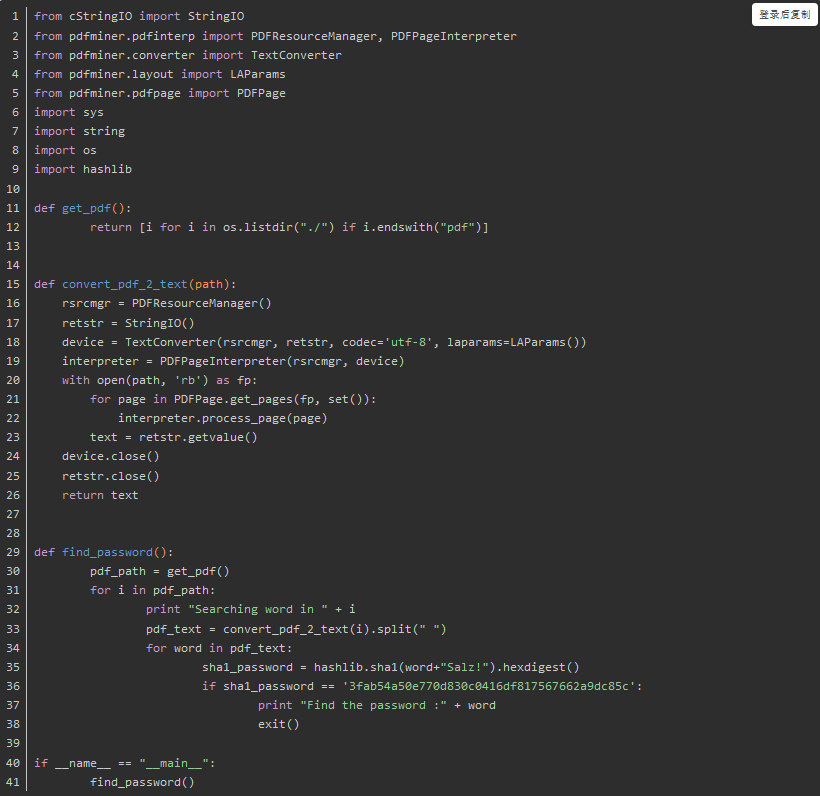 登录后复制
1 from cStringIO import StringIO
2 from pdfminer.pdfinterp import PDFResourceManager, PDFPageInterpreter
3 from pdfminer.converter import TextConverter
4 from pdfminer.layout import LAParams
5 from pdfminer.pdfpage import PDFPage
6 import sys
7 import string
8 import os
9 import hashlib
10
11 def get_pdf():
12         return [i for i in os.listdir("./") if i.endswith("pdf")]
13
14
15 def convert_pdf_2_text(path):
16     rsrcmgr = PDFResourceManager()
17     retstr = StringIO()
18     device = TextConverter(rsrcmgr, retstr, codec='utf-8', laparams=LAParams())
19     interpreter = PDFPageInterpreter(rsrcmgr, device)
20     with open(path, 'rb') as fp:
21         for page in PDFPage.get_pages(fp, set()):
22             interpreter.process_page(page)
23         text = retstr.getvalue()
24     device.close()
25     retstr.close()
26     return text
27
28
29 def find_password():
30         pdf_path = get_pdf()
31         for i in pdf_path:
32                 print "Searching word in " + i
33                 pdf_text = convert_pdf_2_text(i).split(" ")
34                 for word in pdf_text:
35                         sha1_password = hashlib.sha1(word+"Salz!").hexdigest()
36                         if sha1_password == '3fab54a50e770d830c0416df817567662a9dc85c':
37                                 print "Find the password :" + word
38                                 exit()
39
40 if __name__ == "__main__":
41         find_password()